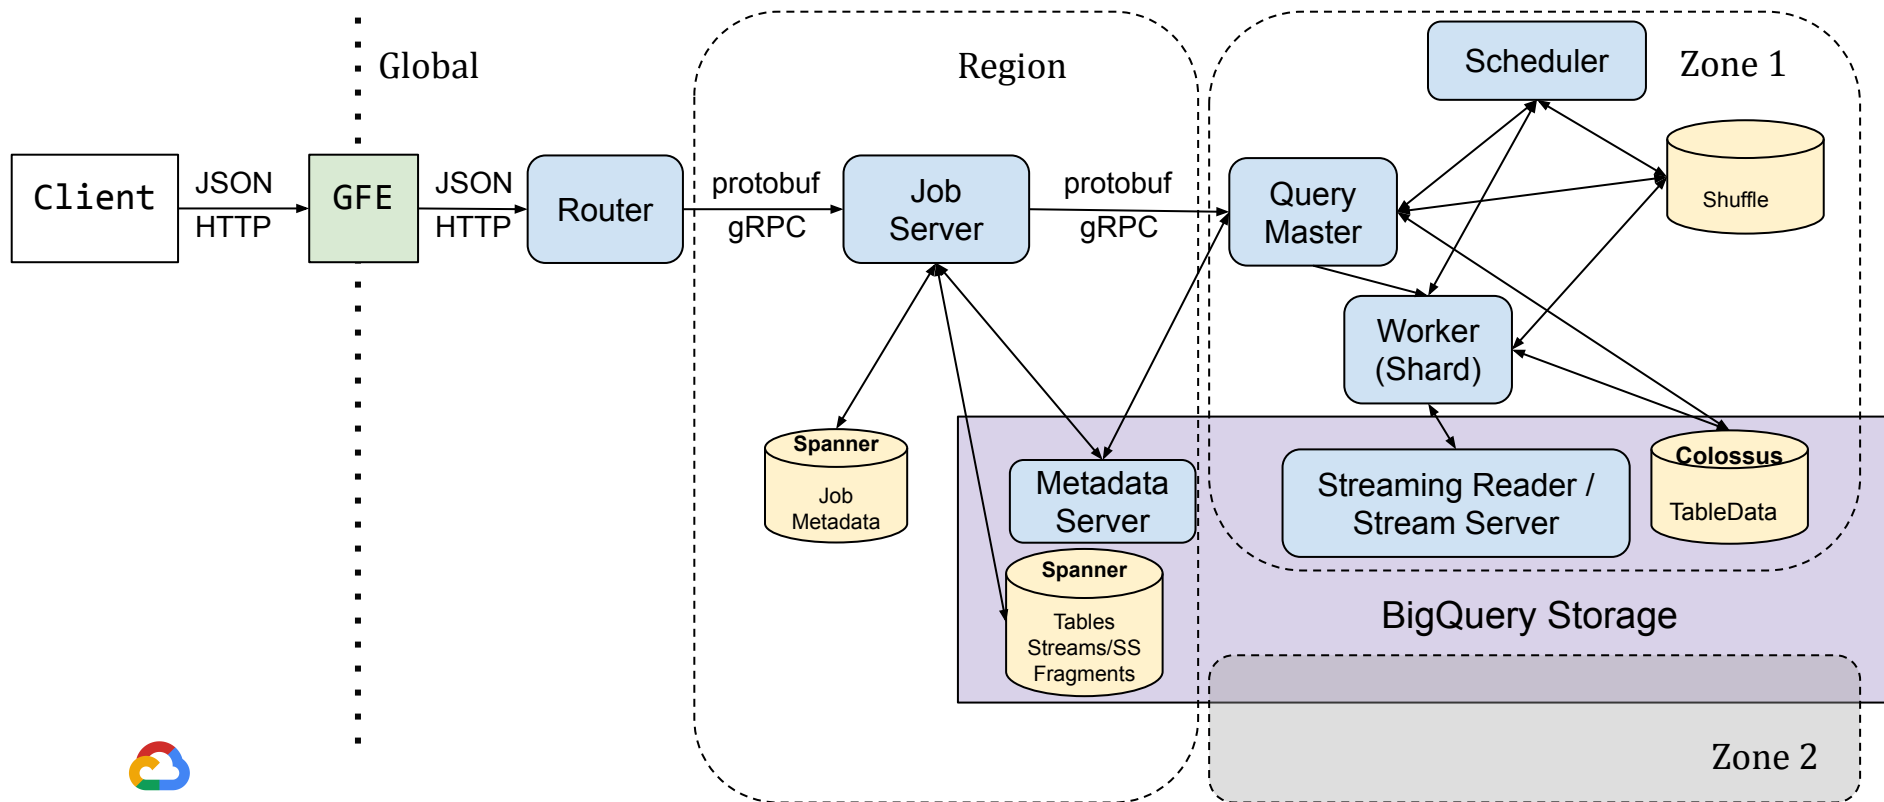 Global
Region
Zone 1
Scheduler
Client
JSON
HTTP
GFE
JSON
HTTP
Router
protobuf
gRPC
Job
Server
protobuf
gRPC
Query
Master
Shuffle
Worker
(Shard)
Spanner
Job
Metadata
Metadata
Server
Streaming Reader /
Stream Server
Colossus
TableData
Spanner
Tables
Streams/SS
Fragments
BigQuery Storage
Zone 2